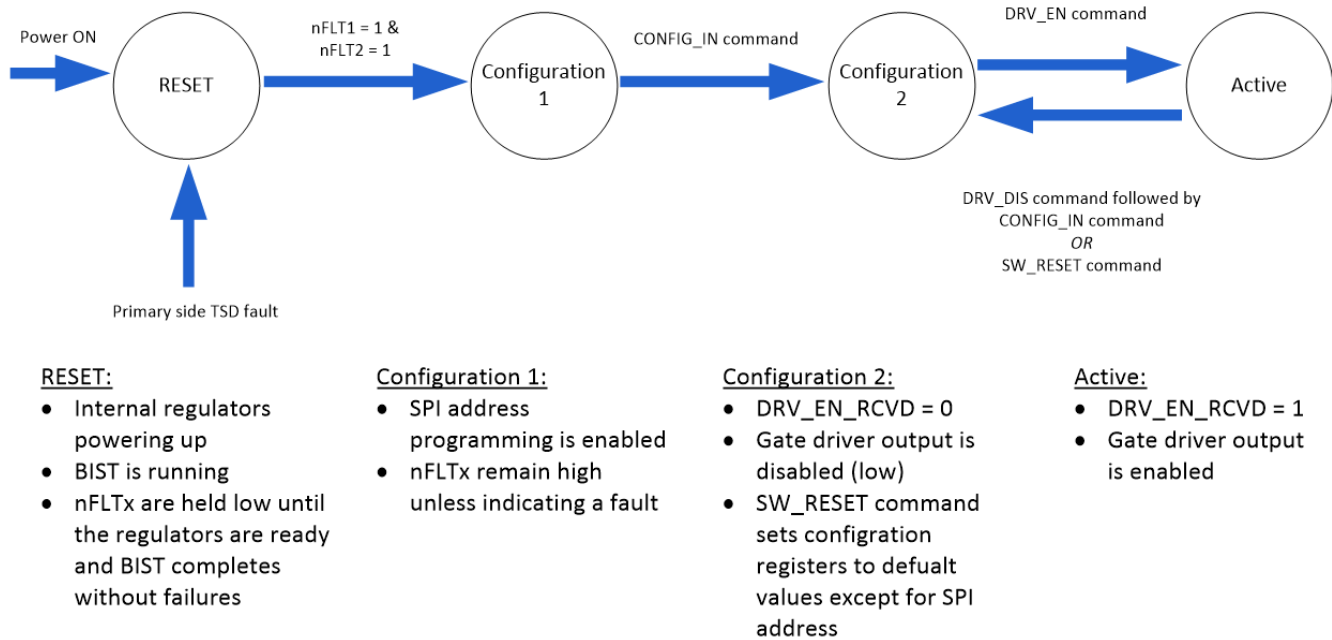 Power ON
RESET
nFLT1 = 1 &
nFLT2 = 1
Configuration
1
CONFIG_IN command
Configuration
2
DRV_EN command
Active
DRV_DIS command followed by
CONFIG_IN command
OR
SW_RESET command
Primary side TSD fault
RESET:
• Internal regulators
powering up
• BIST is running
• nFLTx are held low until
the regulators are ready
and BIST completes
without failures
Configuration 1:
• SPI address
programming is enabled
• nFLTx remain high
unless indicating a fault
Configuration 2:
• DRV_EN_RCVD = 0
• Gate driver output is
disabled (low)
• SW_RESET command
sets configration
registers to defualt
values except for SPI
address
Active:
• DRV_EN_RCVD = 1
• Gate driver output
is enabled